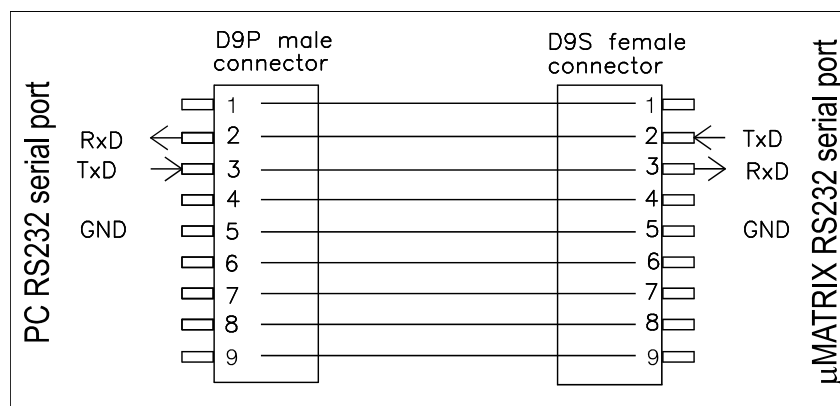 D9P male
connector
D9S female
connector
PC RS232 serial port
μMATRIX RS232 serial port
1 1
RxD 2 2 TxD
TxD 3 3 RxD
4 4
GND 5 5 GND
6 6
7 7
8 8
9 9